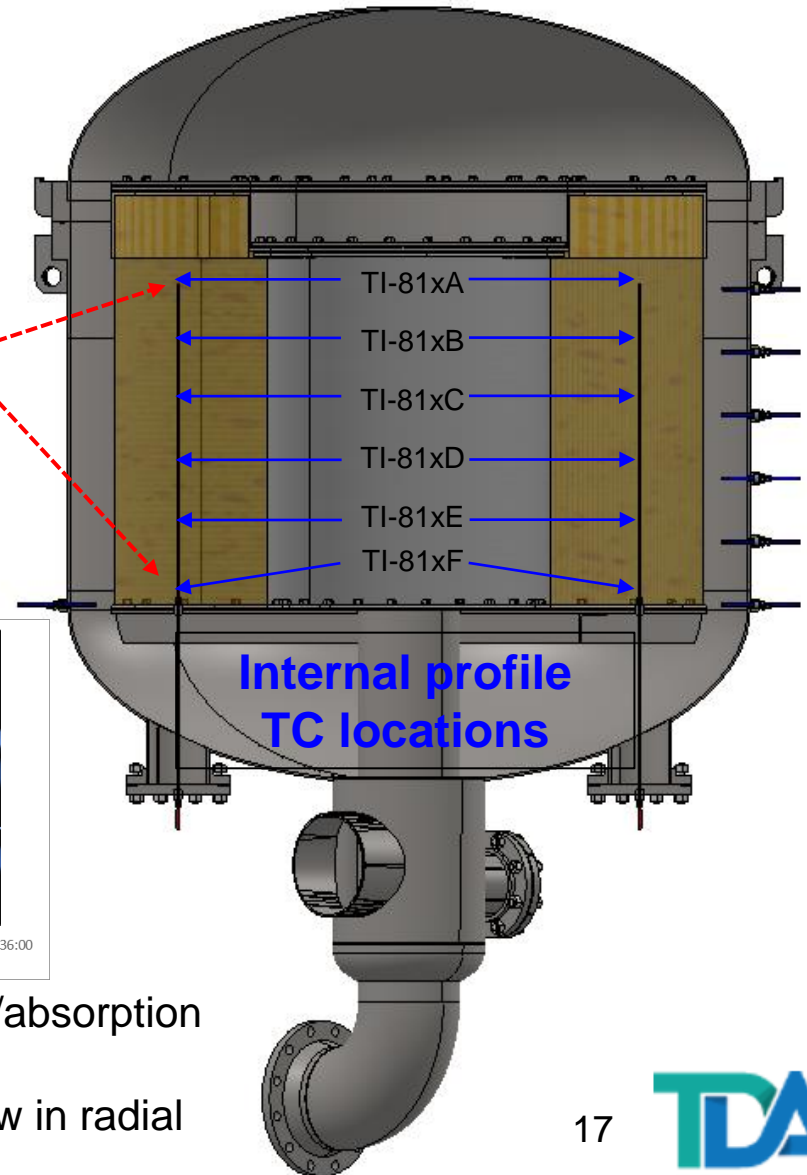 TI-81xA
TI-81xB
TI-81xC
TI-81xD
TI-81xE
TI-81xF
Internal profile
TC locations
36:00
/absorption
w in radial
17
TDA